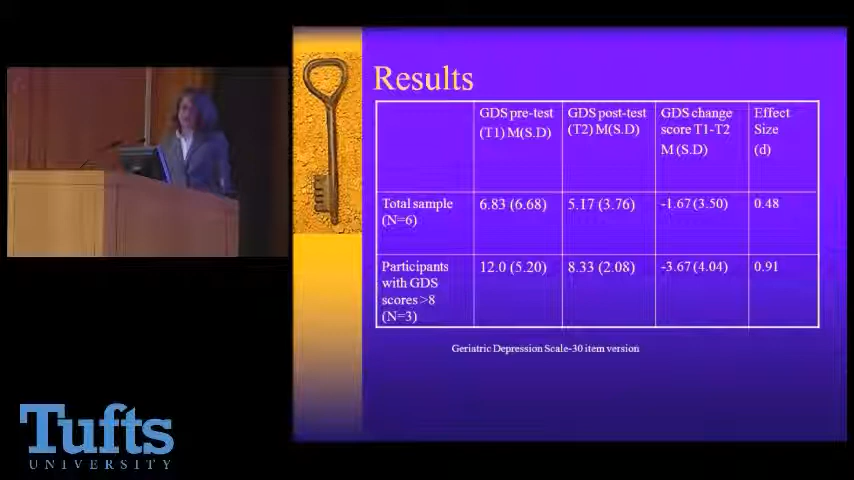 Results
GDS pre-test
(T1) M(S.D)
GDS post-test
(T2) M(S.D)
GDS change
score T1-T2
M (S.D)
Effect
Size
(d)
Total sample
(N=6)
6.83 (6.68)
5.17 (3.76)
-1.67 (3.50)
0.48
Participants
with GDS
scores >8
(N=3)
12.0 (5.20)
8.33 (2.08)
-3.67 (4.04)
0.91
Geriatric Depression Scale-30 item version
Tufts
UNIVERSITY